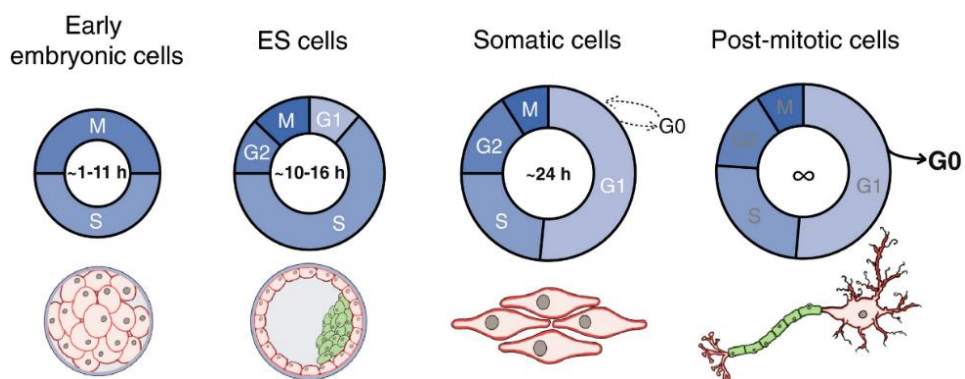 Early
embryonic cells
ES cells
Somatic cells
Post-mitotic cells
M
~1-11 h
S
M
G1
G2
~10-16 h
S
M
G2
~24 h
G1
S
G0
M
G2
∞
G1
S
G0